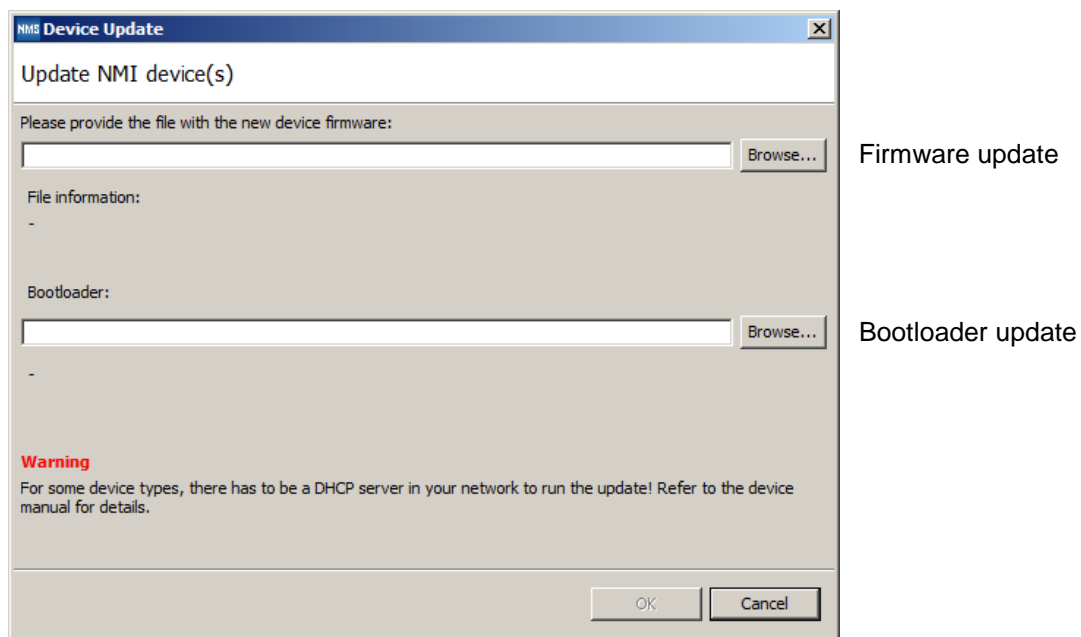 NMS Device Update
Update NMI device(s)
Please provide the file with the new device firmware:
Browse... Firmware update
File information:
-
Bootloader:
Browse... Bootloader update
-
Warning
For some device types, there has to be a DHCP server in your network to run the update! Refer to the device
manual for details.
OK Cancel